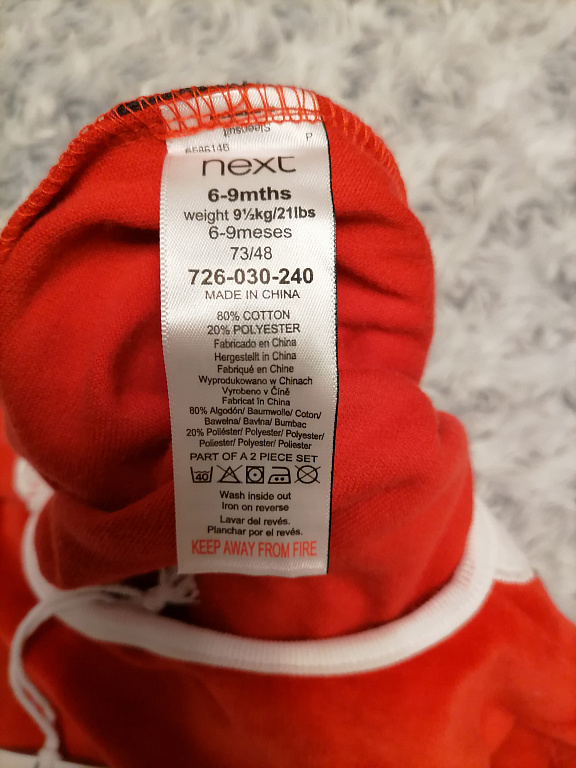 Sleepsuit
P
next
6-9mths
weight 9½kg/21lbs
6-9meses
73/48
726-030-240
MADE IN CHINA
80% COTTON
20% POLYESTER
Fabricado en China
Hergestellt in China
Fabriqué en Chine
Wyprodukowano w Chinach
Vyrobeno v Číně
Fabricat în China
80% Algodón/ Baumwolle/ Coton/
Bawełna/ Bavlna/ Bumbac
20% Poliéster/ Polyester/ Polyester/
Poliester/ Polyester/ Poliester
PART OF A 2 PIECE SET
40
Wash inside out
Iron on reverse
Lavar del revés.
Planchar por el revés.
KEEP AWAY FROM FIRE